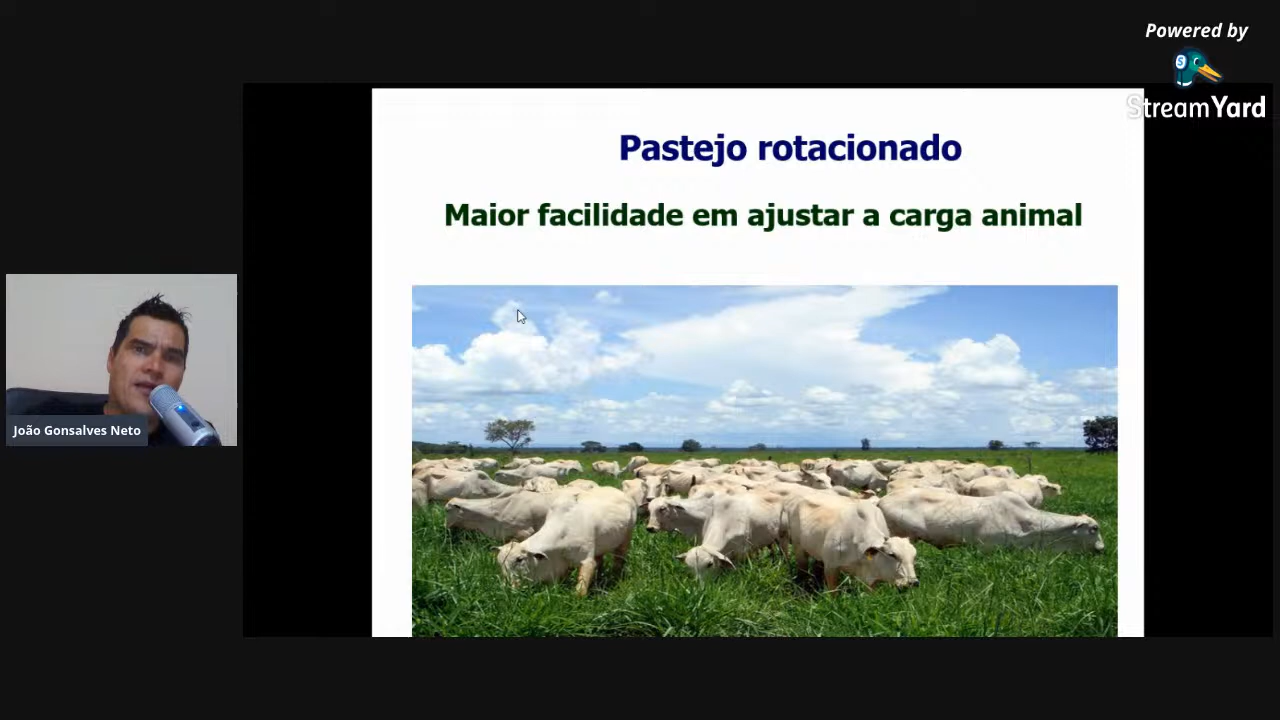 Powered by
StreamYard
Pastejo rotacionado
Maior facilidade em ajustar a carga animal
João Gonsalves Neto